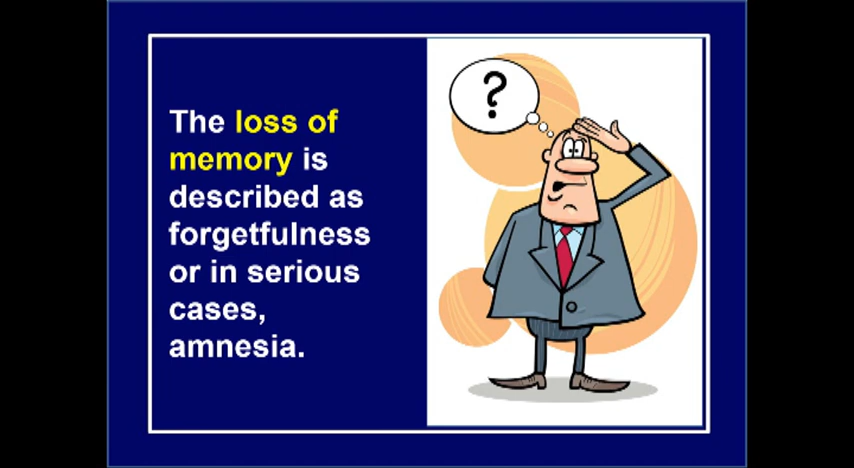 The loss of
memory is
described as
forgetfulness
or in serious
cases,
amnesia.
?